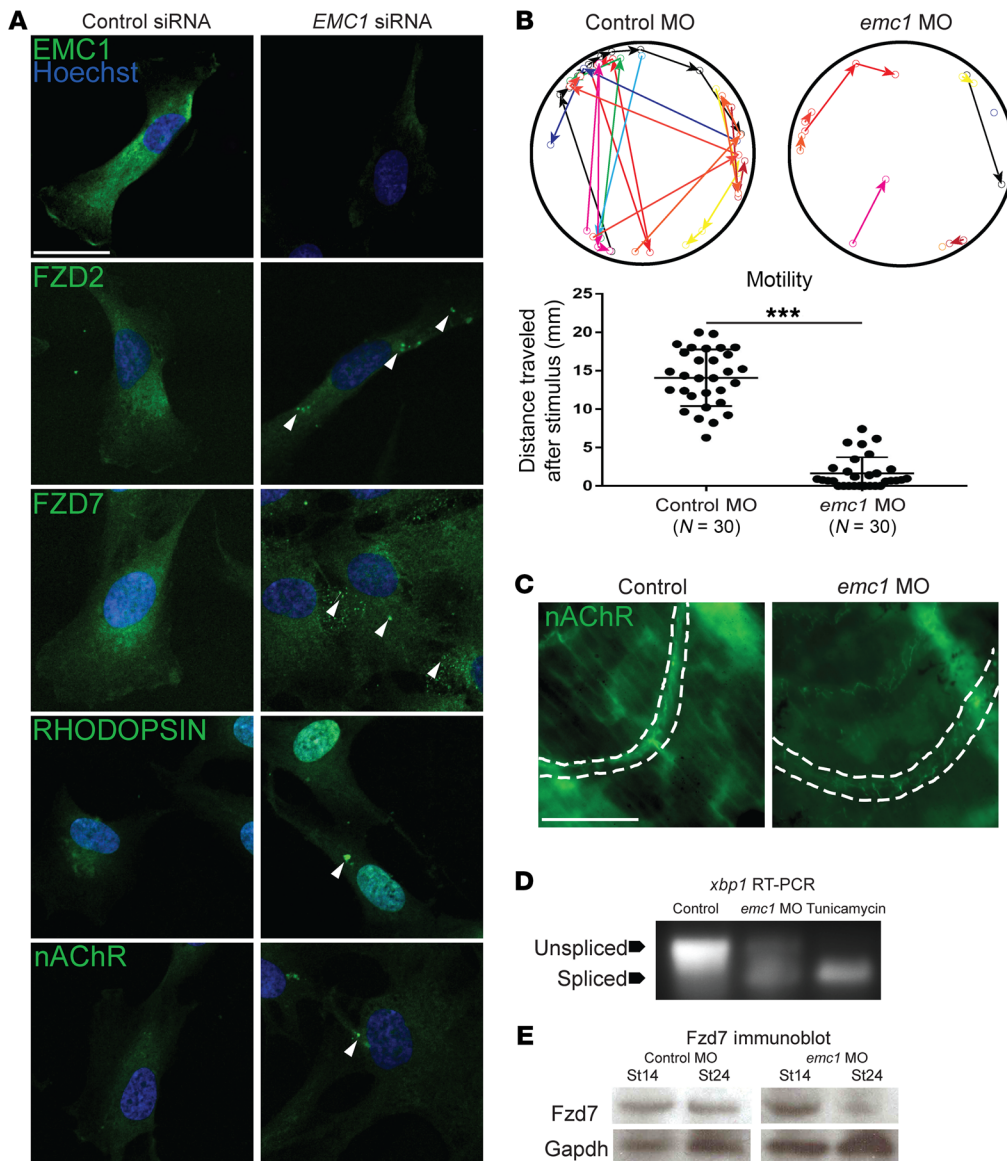 A
Control siRNA
EMC1 siRNA
EMC1
Hoechst
FZD2
FZD7
RHODOPSIN
nAChR
B
Control MO
emc1 MO
Motility
***
Distance traveled
after stimulus (mm)
25
20
15
10
5
0
Control MO
(N = 30)
emc1 MO
(N = 30)
C
Control
emc1 MO
nAChR
D
xbp1 RT-PCR
Control
emc1 MO
Tunicamycin
Unspliced
Spliced
E
Fzd7 immunoblot
Control MO
emc1 MO
St14
St24
St14
St24
Fzd7
Gapdh